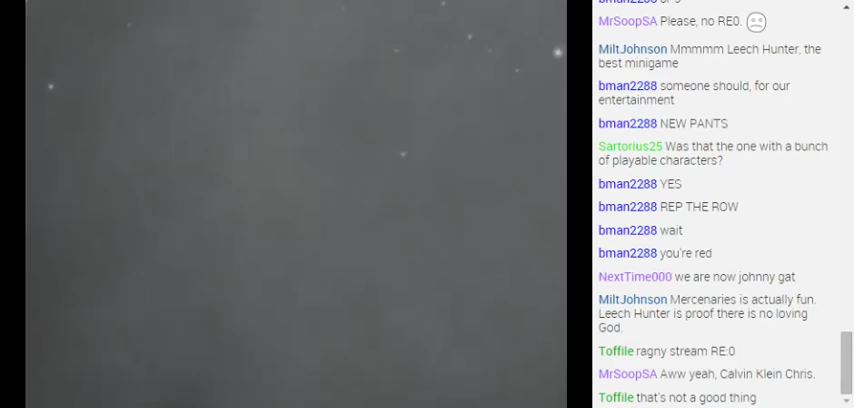 MrSoopSA Please, no RE0.
MiltJohnson Mmmmm Leech Hunter, the
best minigame
bman2288 someone should, for our
entertainment
bman2288 NEW PANTS
Sartorius25 Was that the one with a bunch
of playable characters?
bman2288 YES
bman2288 REP THE ROW
bman2288 wait
bman2288 you're red
NextTime000 we are now johnny gat
MiltJohnson Mercenaries is actually fun.
Leech Hunter is proof there is no loving
God.
Toffile ragny stream RE:0
MrSoopSA Aww yeah, Calvin Klein Chris.
Toffile that's not a good thing